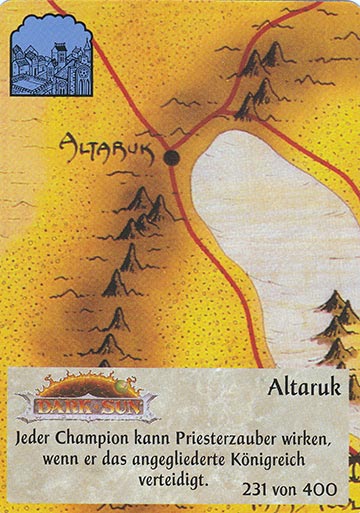 ALTARUK
Altaruk
DARK SUN
Jeder Champion kann Priesterzauber wirken,
wenn er das angegliederte Königreich
verteidigt.
231 von 400